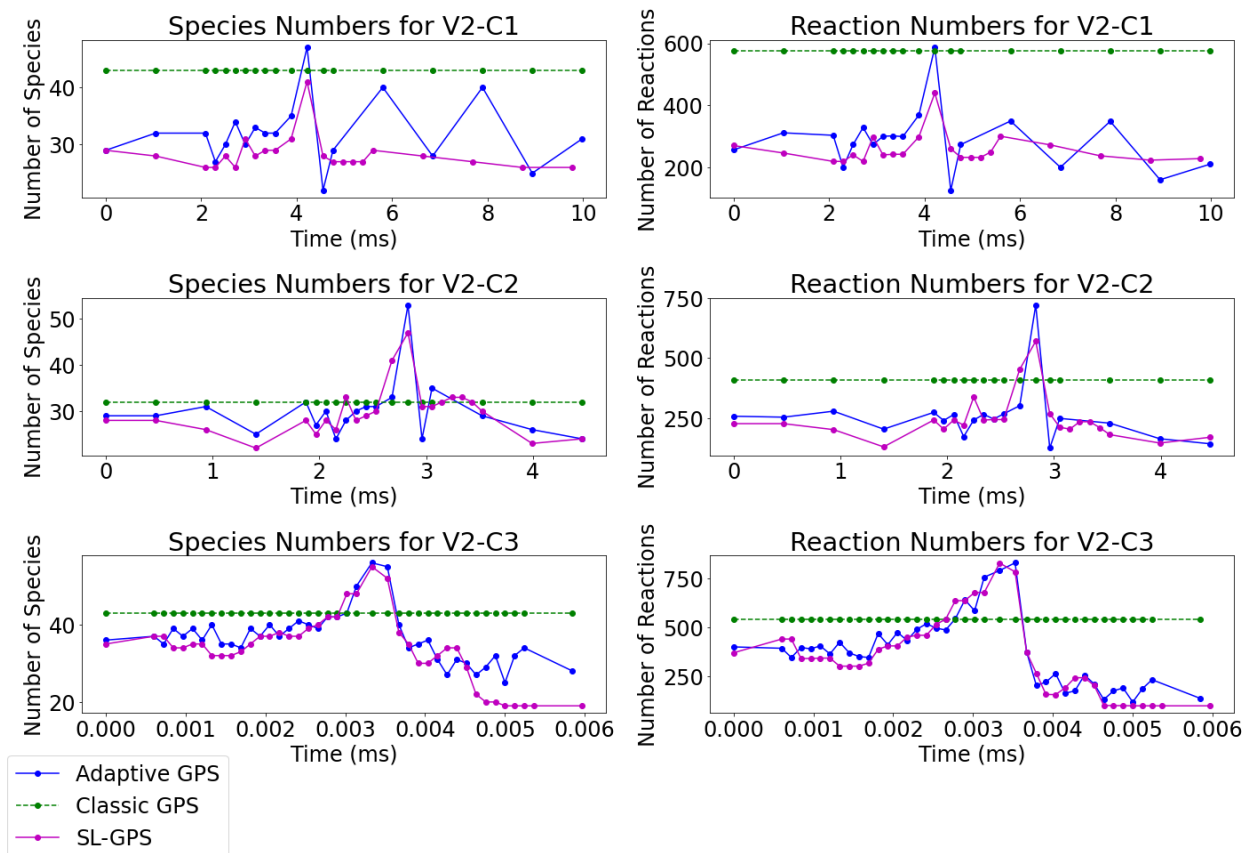 Species Numbers for V2-C1
Number of Species
40
30
0 2 4 6 8 10
Time (ms)
Reaction Numbers for V2-C1
Number of Reactions
600
400
200
0 2 4 6 8 10
Time (ms)
Species Numbers for V2-C2
Number of Species
50
40
30
0 1 2 3 4
Time (ms)
Reaction Numbers for V2-C2
Number of Reactions
750
500
250
0 1 2 3 4
Time (ms)
Species Numbers for V2-C3
Number of Species
40
20
0.000 0.001 0.002 0.003 0.004 0.005 0.006
Time (ms)
Reaction Numbers for V2-C3
Number of Reactions
750
500
250
0.000 0.001 0.002 0.003 0.004 0.005 0.006
Time (ms)
Adaptive GPS
Classic GPS
SL-GPS